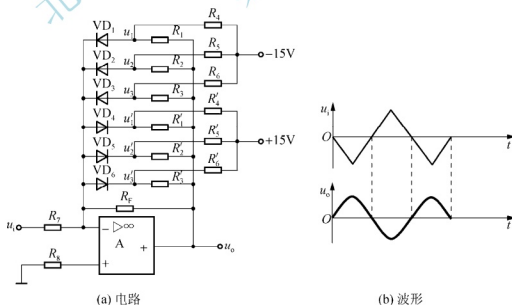 R₄
VD₁ u₁ R₁
R₅
VD₂ u₂ R₂ −15V
R₆
VD₃ u₃ R₃
R′₄
VD₄ u′₁ R′₁
R′₅
VD₅ u′₂ R′₂ +15V
R′₆
VD₆ u′₃ R′₃
R_F
uᵢ R₇ − ▷∞
A + uₒ
R₈ +
(a) 电路
uᵢ
O t
uₒ
O t
(b) 波形